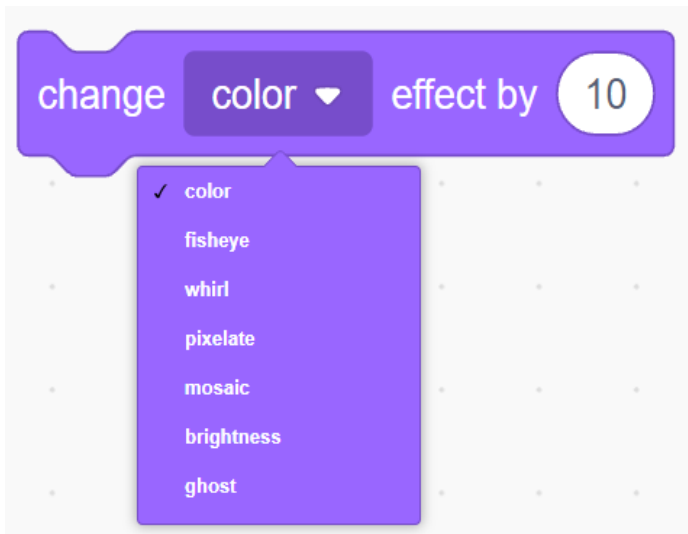 change color effect by 10
color
fisheye
whirl
pixelate
mosaic
brightness
ghost